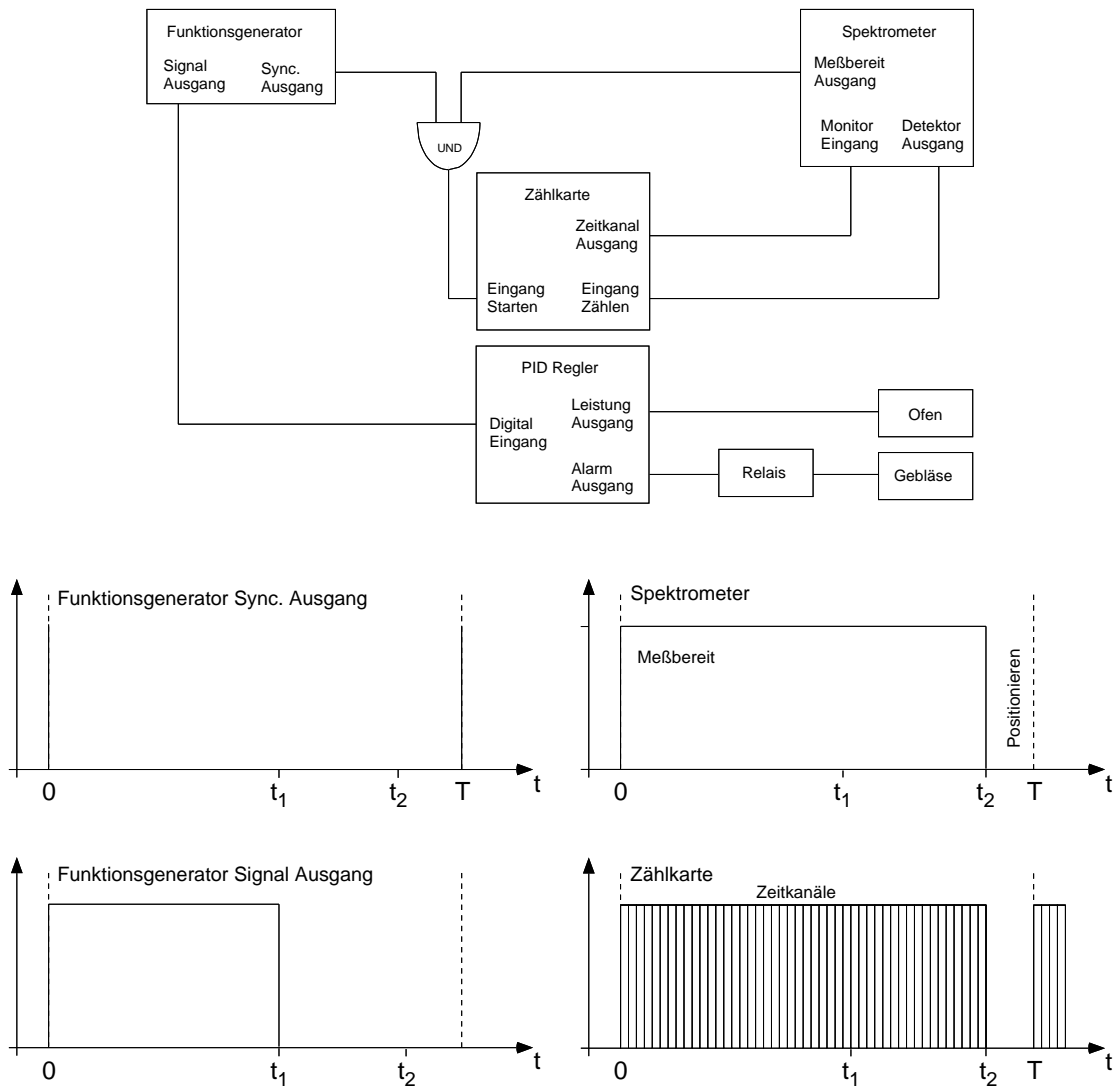 Funktionsgenerator
Signal
Ausgang
Sync.
Ausgang
Spektrometer
Meßbereit
Ausgang
Monitor
Eingang
Detektor
Ausgang
UND
Zählkarte
Zeitkanal
Ausgang
Eingang
Starten
Eingang
Zählen
PID Regler
Digital
Eingang
Leistung
Ausgang
Alarm
Ausgang
Ofen
Relais
Gebläse
Funktionsgenerator Sync. Ausgang
0
t1
t2
T
t
Spektrometer
Meßbereit
Positionieren
0
t1
t2
T
t
Funktionsgenerator Signal Ausgang
0
t1
t2
T
t
Zählkarte
Zeitkanäle
0
t1
t2
T
t